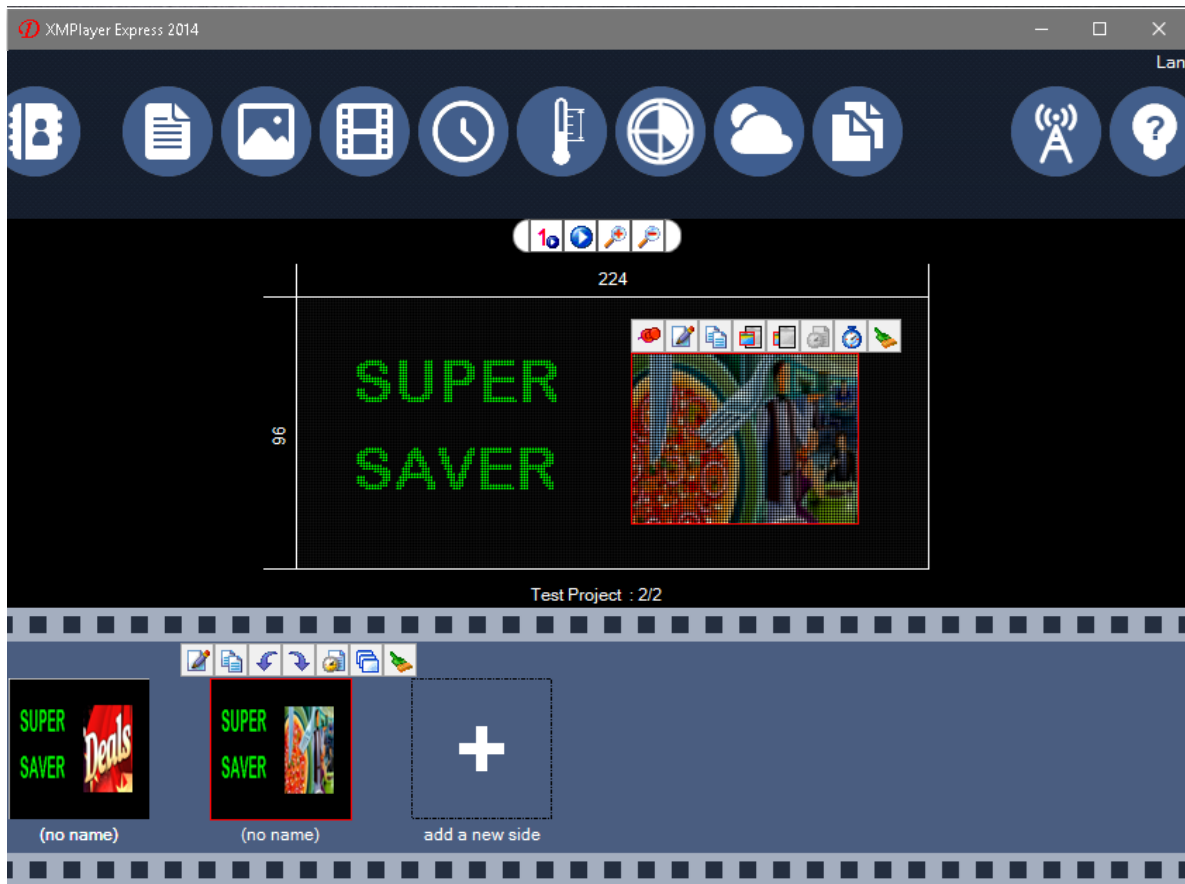 XMPlayer Express 2014
Lan
?
1
224
96
SUPER
SAVER
Test Project : 2/2
SUPER
SAVER
Deals
(no name)
SUPER
SAVER
(no name)
add a new side